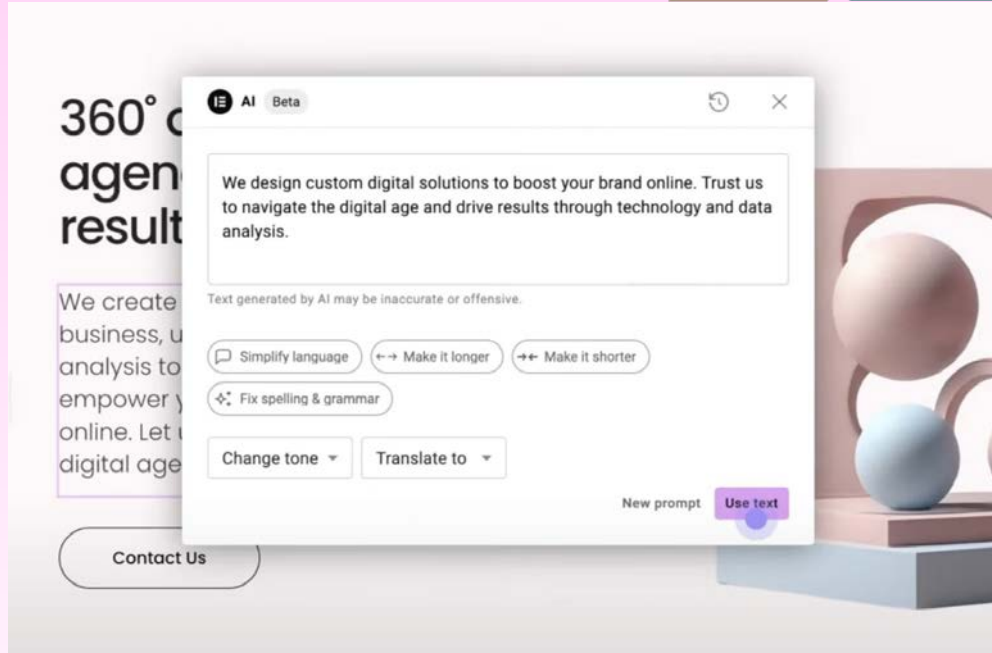 360°
AI Beta
We design custom digital solutions to boost your brand online. Trust us
to navigate the digital age and drive results through technology and data
analysis.
Text generated by AI may be inaccurate or offensive.
Simplify language
Make it longer
Make it shorter
Fix spelling & grammar
Change tone
Translate to
New prompt
Use text
We create
business,
analysis to
empower
online. Let
digital
Contact Us